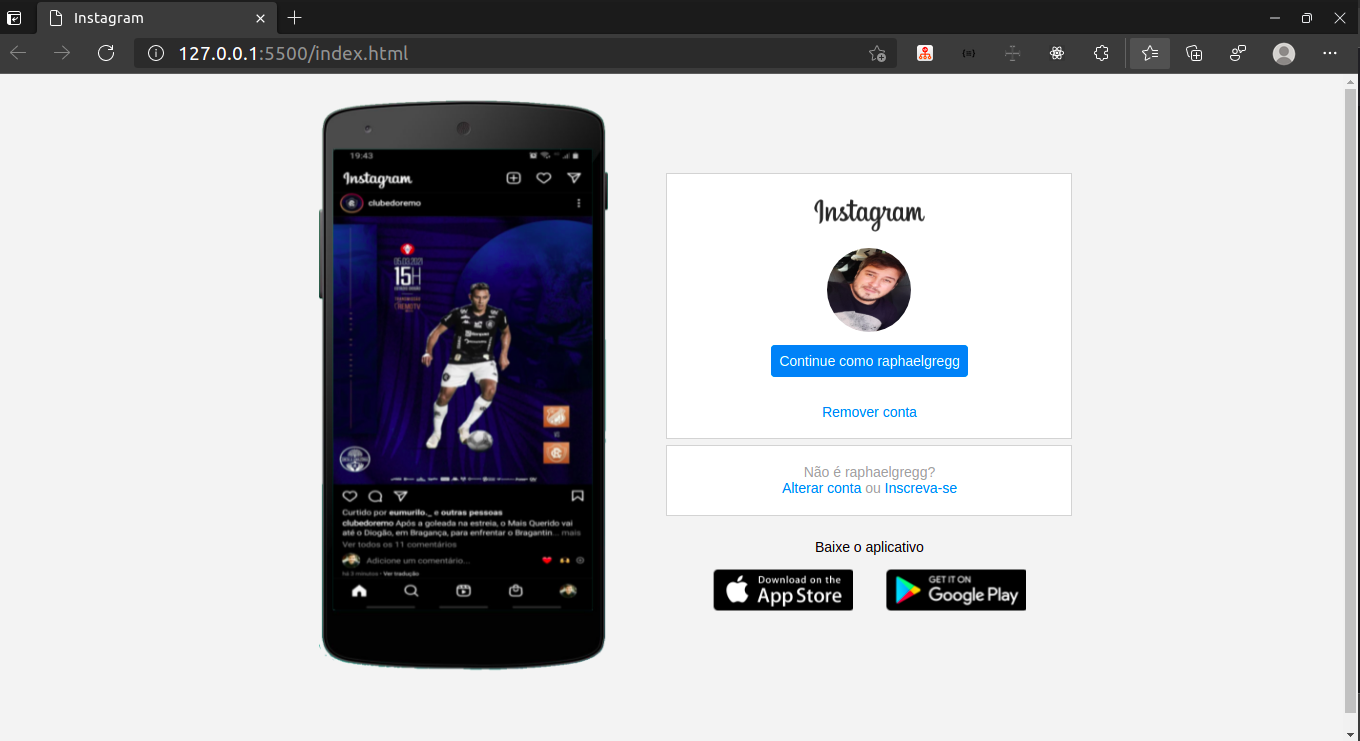 Instagram
127.0.0.1:5500/index.html
19:43
Instagram
clubedoremo
15H
Curtido por eumurilo._ e outras pessoas
clubedoremo Após a goleada na estreia, o Mais Querido vai
até o Diogão, em Bragança, para enfrentar o Bragantin... mais
Ver todos os 11 comentários
Adicione um comentário...
há 3 minutos • Ver tradução
Instagram
Continue como raphaelgregg
Remover conta
Não é raphaelgregg?
Alterar conta ou Inscreva-se
Baixe o aplicativo
Download on the
App Store
GET IT ON
Google Play